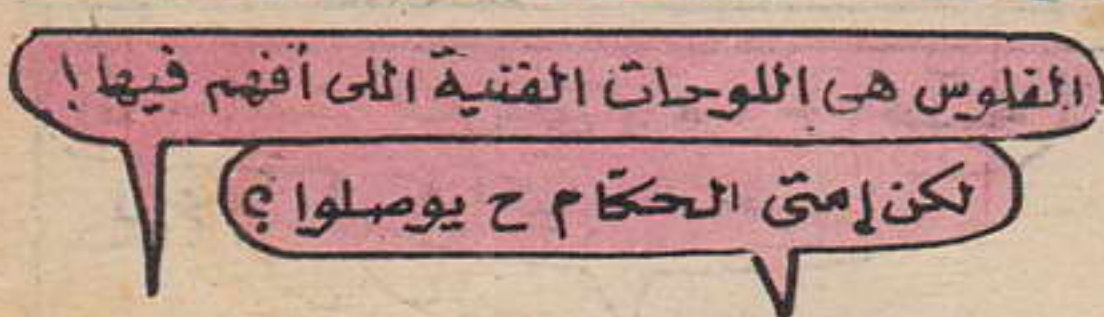 الفلوس هى اللوحات الفنية اللى أفهم فيها !
لكن إمتى الحكام ح يوصلوا ؟